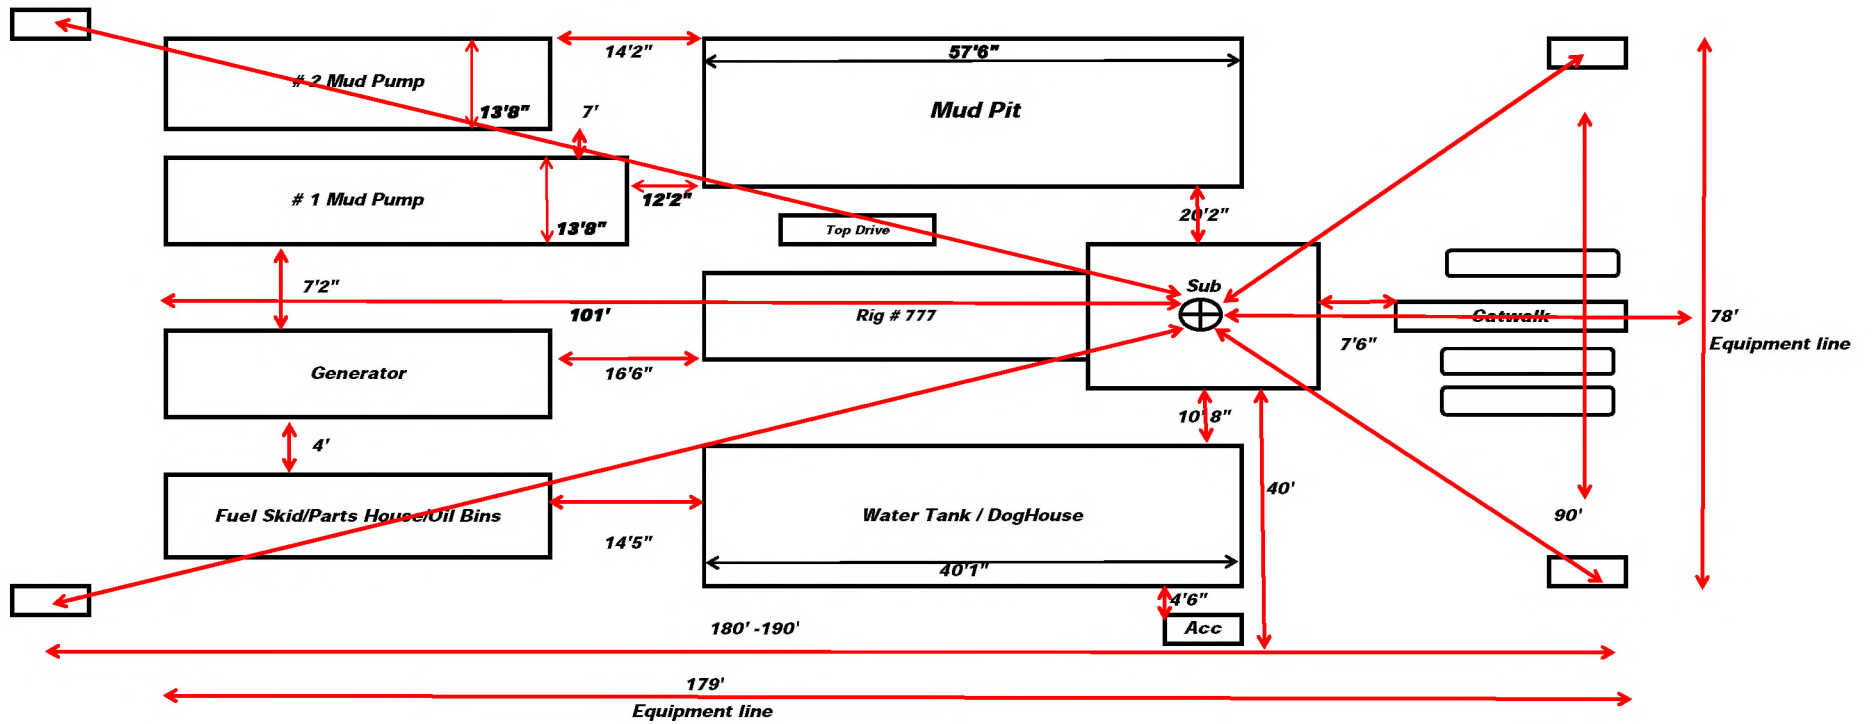 14'2"
57'6"
# 2 Mud Pump
13'8"
7'
Mud Pit
# 1 Mud Pump
12'2"
13'8"
20'2"
Top Drive
7'2"
Sub
101'
Rig # 777
Catwalk
78'
Equipment line
7'6"
Generator
16'6"
10'8"
4'
40'
Fuel Skid/Parts House/Oil Bins
Water Tank / DogHouse
90'
14'5"
40'1"
4'6"
Acc
180' -190'
179'
Equipment line